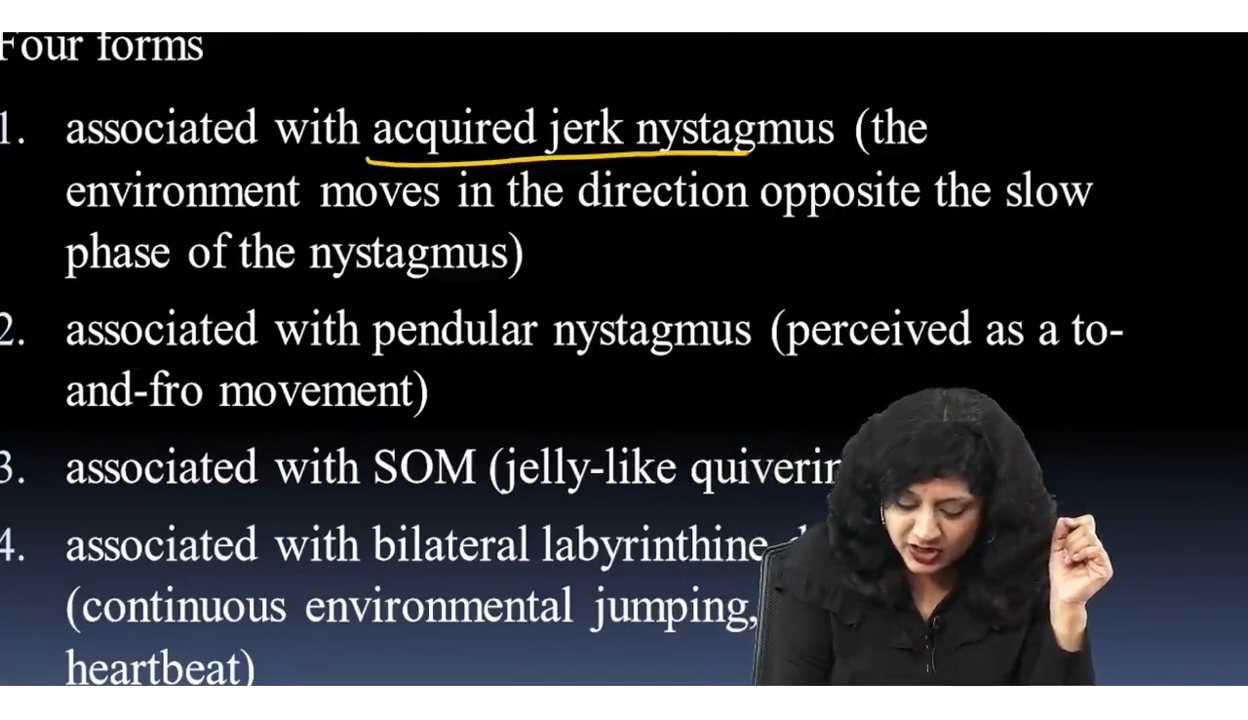 Four forms
1. associated with acquired jerk nystagmus (the
environment moves in the direction opposite the slow
phase of the nystagmus)
2. associated with pendular nystagmus (perceived as a to-
and-fro movement)
3. associated with SOM (jelly-like
4. associated with bilateral labyrinthine
(continuous environmental jumping,
heartbeat)